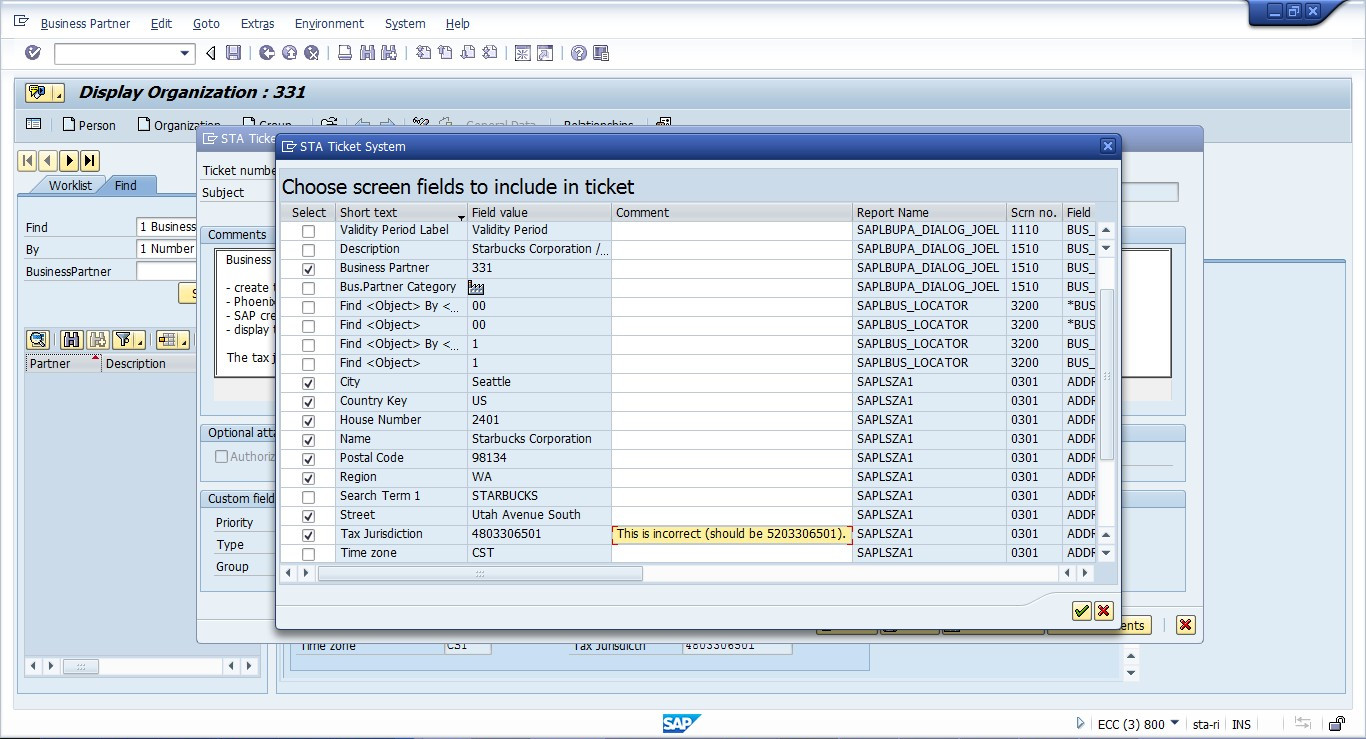 Business Partner Edit Goto Extras Environment System Help
Display Organization : 331
Person Organization Group General Data Relationships
STA Ticke
STA Ticket System
Ticket numbe
Subject
Choose screen fields to include in ticket
Worklist Find
Find 1 Business
By 1 Number
BusinessPartner
Partner Description
Comments
Business
- create t
- Phoenix
- SAP cre
- display t
The tax j
Optional atta
Authoriz
Custom field
Priority
Type
Group
Select Short text Field value Comment Report Name Scrn no. Field
Validity Period Label Validity Period SAPLBUPA_DIALOG_JOEL 1110 BUS_
Description Starbucks Corporation /... SAPLBUPA_DIALOG_JOEL 1510 BUS_
Business Partner 331 SAPLBUPA_DIALOG_JOEL 1510 BUS_
Bus.Partner Category SAPLBUPA_DIALOG_JOEL 1510 BUS_
Find <Object> By <... 00 SAPLBUS_LOCATOR 3200 *BUS
Find <Object> 00 SAPLBUS_LOCATOR 3200 *BUS
Find <Object> By <... 1 SAPLBUS_LOCATOR 3200 BUS_
Find <Object> 1 SAPLBUS_LOCATOR 3200 BUS_
City Seattle SAPLSZA1 0301 ADDR
Country Key US SAPLSZA1 0301 ADDR
House Number 2401 SAPLSZA1 0301 ADDR
Name Starbucks Corporation SAPLSZA1 0301 ADDR
Postal Code 98134 SAPLSZA1 0301 ADDR
Region WA SAPLSZA1 0301 ADDR
Search Term 1 STARBUCKS SAPLSZA1 0301 ADDR
Street Utah Avenue South SAPLSZA1 0301 ADDR
Tax Jurisdiction 4803306501 This is incorrect (should be 5203306501). SAPLSZA1 0301 ADDR
Time zone CST SAPLSZA1 0301 ADDR
ents
Time zone CST Tax Jurisdictn 4803306501
SAP ECC (3) 800 sta-ri INS